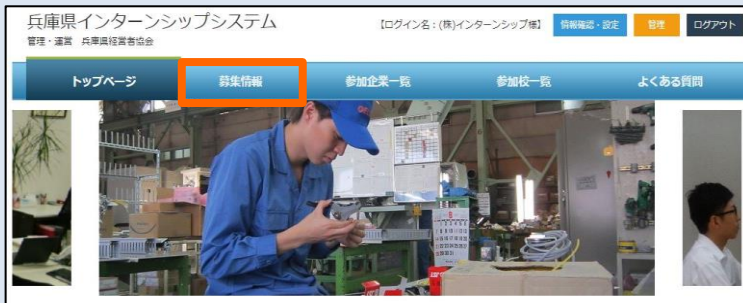 兵庫県インターンシップシステム
管理・運営 兵庫県経営者協会
【ログイン名：(株)インターンシップ様】
情報確認・設定
管理
ログアウト
トップページ 募集情報 参加企業一覧 参加校一覧 よくある質問